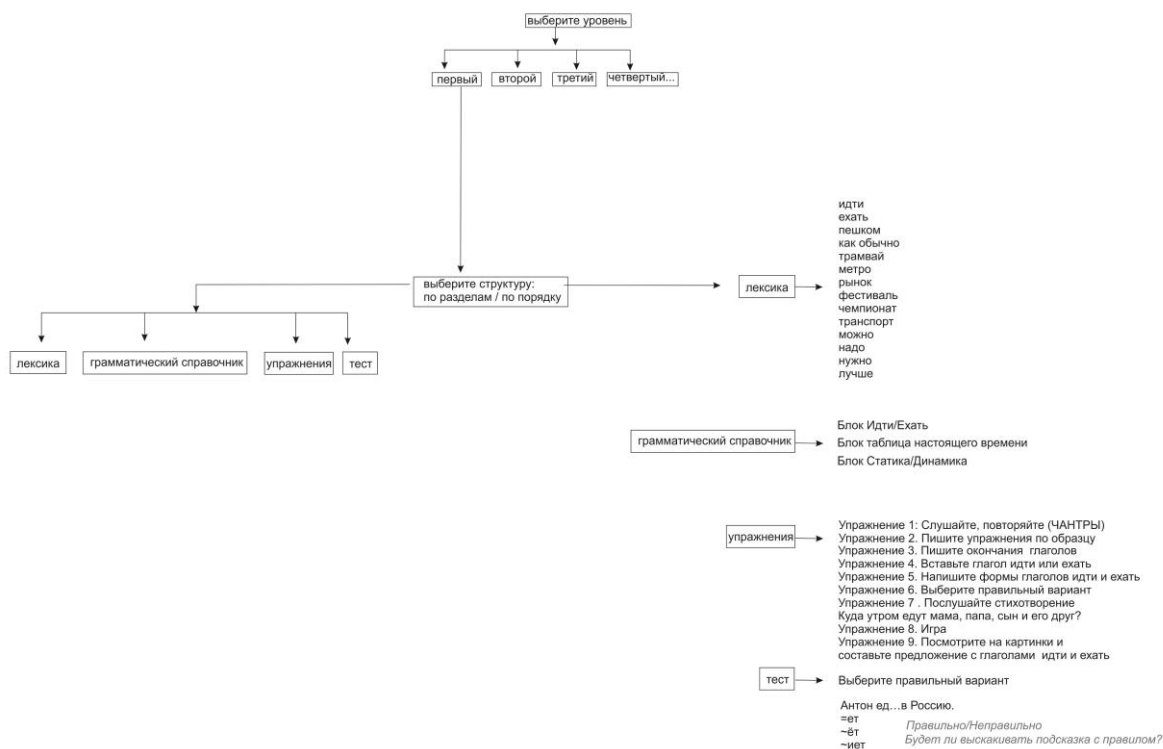 выберите уровень
первый
второй
третий
четвертый...
выберите структуру:
по разделам / по порядку
лексика
грамматический справочник
упражнения
тест
лексика
идти
ехать
пешком
как обычно
трамвай
метро
рынок
фестиваль
чемпионат
транспорт
можно
надо
нужно
лучше
грамматический справочник
Блок Идти/Ехать
Блок таблица настоящего времени
Блок Статика/Динамика
упражнения
Упражнение 1: Слушайте, повторяйте (ЧАНТРЫ)
Упражнение 2. Пишите упражнения по образцу
Упражнение 3. Пишите окончания глаголов
Упражнение 4. Вставьте глагол идти или ехать
Упражнение 5. Напишите формы глаголов идти и ехать
Упражнение 6. Выберите правильный вариант
Упражнение 7 . Послушайте стихотворение
Куда утром едут мама, папа, сын и его друг?
Упражнение 8. Игра
Упражнение 9. Посмотрите на картинки и
составьте предложение с глаголами идти и ехать
тест
Выберите правильный вариант
Антон ед…в Россию.
=ет
~ёт
~иет
Правильно/Неправильно
Будет ли выскакивать подсказка с правилом?